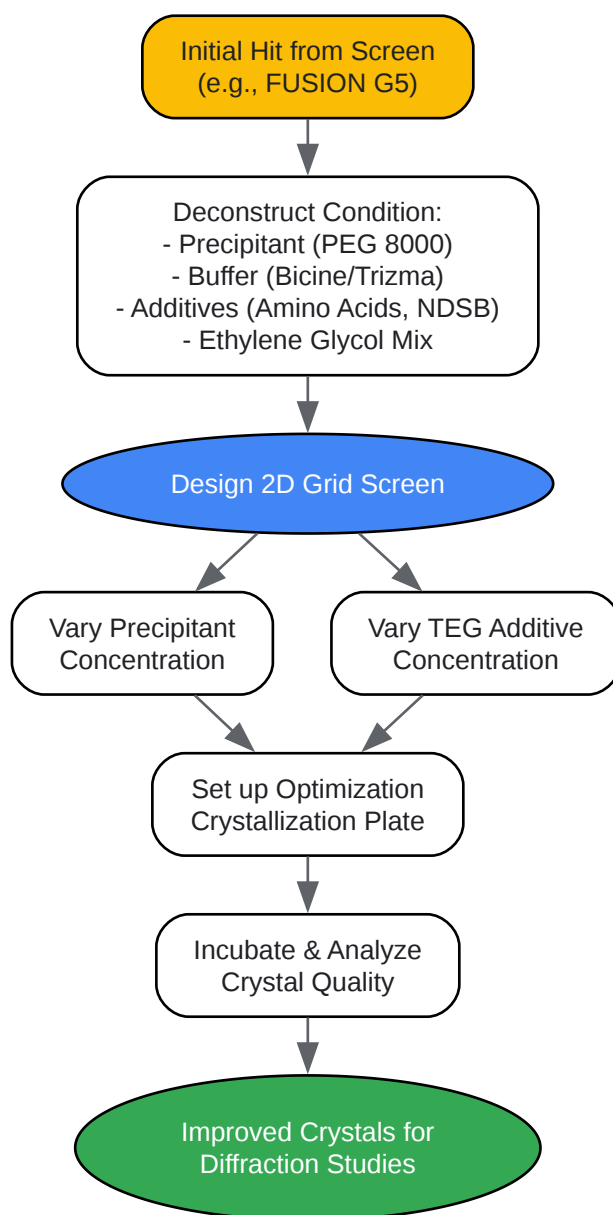 Initial Hit from Screen
(e.g., FUSION G5)
Deconstruct Condition:
- Precipitant (PEG 8000)
- Buffer (Bicine/Trizma)
- Additives (Amino Acids, NDSB)
- Ethylene Glycol Mix
Design 2D Grid Screen
Vary Precipitant
Concentration
Vary TEG Additive
Concentration
Set up Optimization
Crystallization Plate
Incubate & Analyze
Crystal Quality
Improved Crystals for
Diffraction Studies